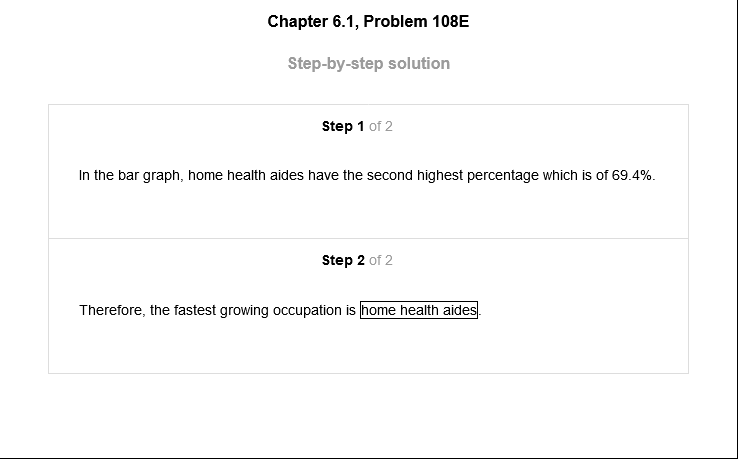 Chapter 6.1, Problem 108E
Step-by-step solution
Step 1 of 2
In the bar graph, home health aides have the second highest percentage which is of 69.4%.
Step 2 of 2
Therefore, the fastest growing occupation is home health aides.